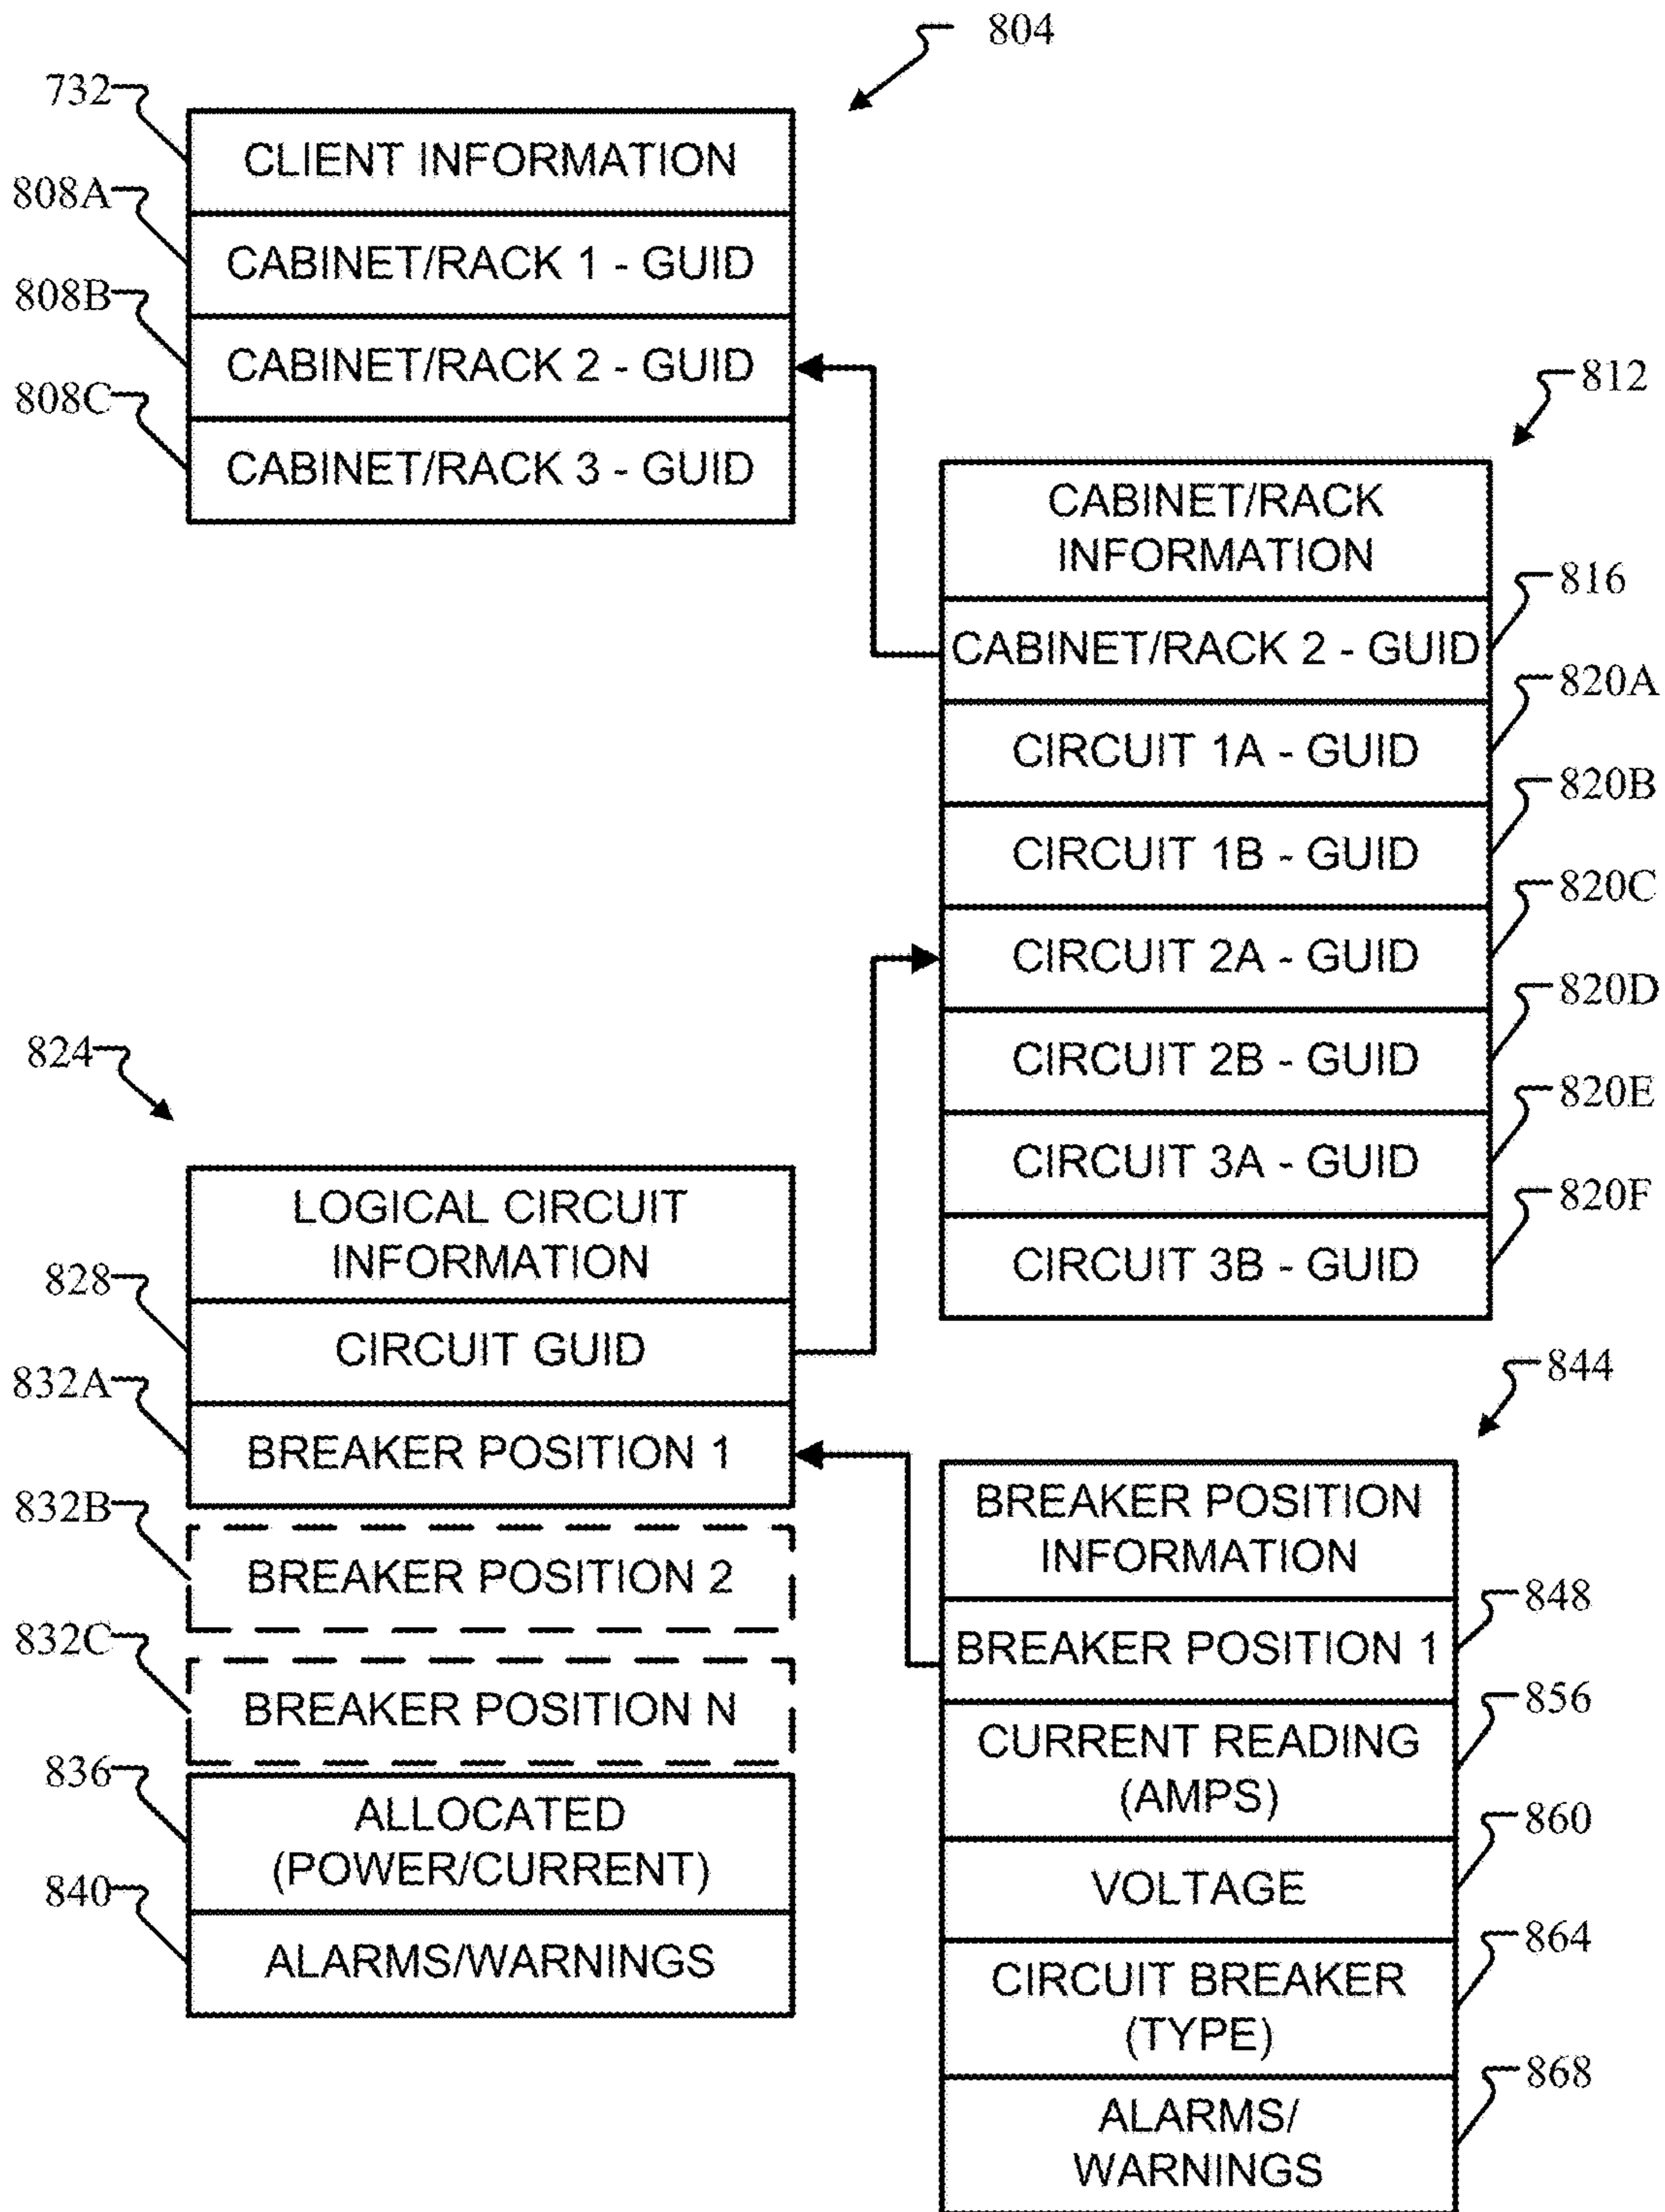 804
732
CLIENT INFORMATION
808A
CABINET/RACK 1 - GUID
808B
CABINET/RACK 2 - GUID
808C
CABINET/RACK 3 - GUID
812
CABINET/RACK
INFORMATION
816
CABINET/RACK 2 - GUID
820A
CIRCUIT 1A - GUID
820B
CIRCUIT 1B - GUID
820C
CIRCUIT 2A - GUID
820D
CIRCUIT 2B - GUID
820E
CIRCUIT 3A - GUID
820F
CIRCUIT 3B - GUID
824
LOGICAL CIRCUIT
INFORMATION
828
CIRCUIT GUID
832A
BREAKER POSITION 1
832B
BREAKER POSITION 2
832C
BREAKER POSITION N
836
ALLOCATED
(POWER/CURRENT)
840
ALARMS/WARNINGS
844
BREAKER POSITION
INFORMATION
848
BREAKER POSITION 1
856
CURRENT READING
(AMPS)
860
VOLTAGE
864
CIRCUIT BREAKER
(TYPE)
868
ALARMS/
WARNINGS